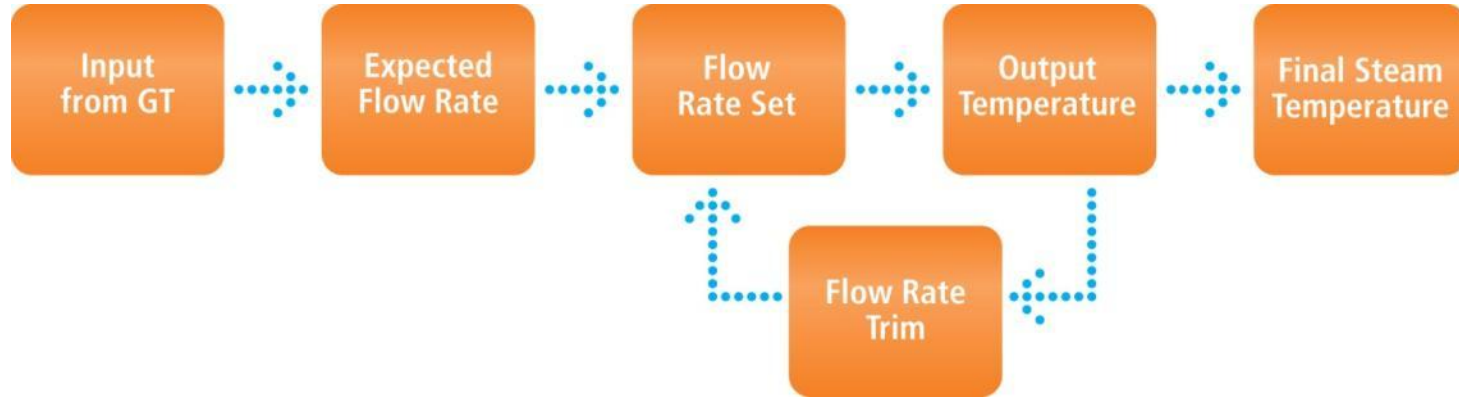 Input
from GT
Expected
Flow Rate
Flow
Rate Set
Output
Temperature
Final Steam
Temperature
Flow Rate
Trim